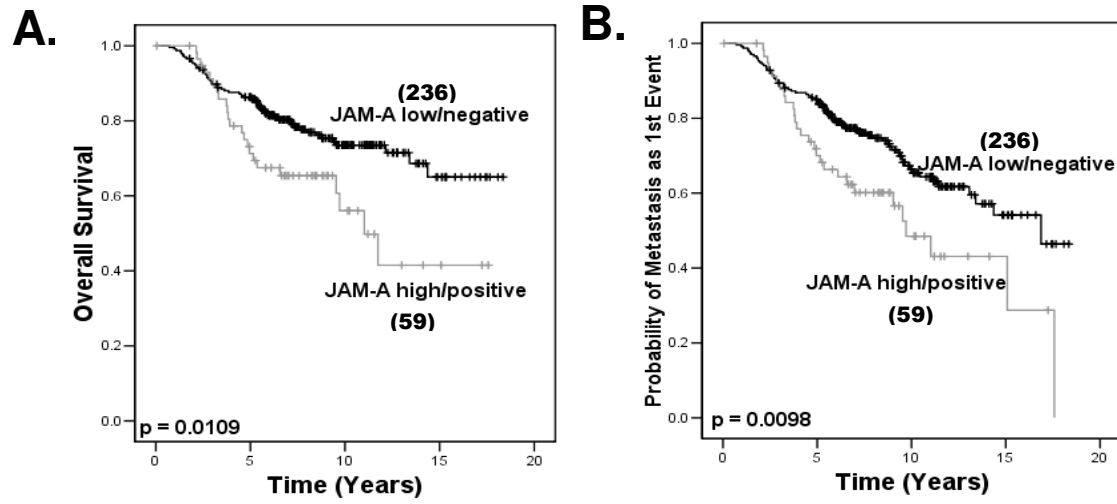 A.
Overall Survival
1.0
0.8
0.6
0.4
0.2
0.0
(236)
JAM-A low/negative
JAM-A high/positive
(59)
p = 0.0109
0 5 10 15 20
Time (Years)
B.
Probability of Metastasis as 1st Event
1.0
0.8
0.6
0.4
0.2
0.0
(236)
JAM-A low/negative
JAM-A high/positive
(59)
p = 0.0098
0 5 10 15 20
Time (Years)